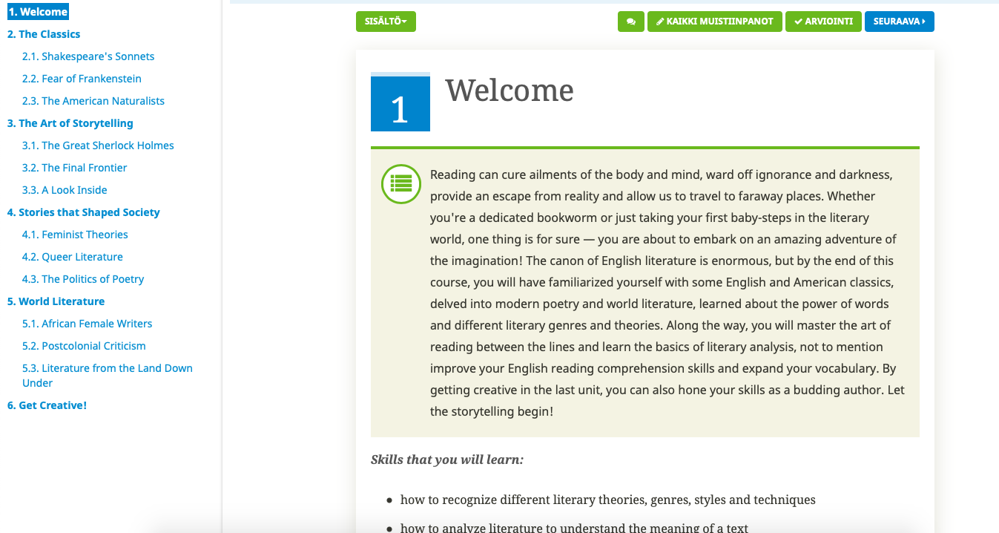 1. Welcome
2. The Classics
2.1. Shakespeare's Sonnets
2.2. Fear of Frankenstein
2.3. The American Naturalists
3. The Art of Storytelling
3.1. The Great Sherlock Holmes
3.2. The Final Frontier
3.3. A Look Inside
4. Stories that Shaped Society
4.1. Feminist Theories
4.2. Queer Literature
4.3. The Politics of Poetry
5. World Literature
5.1. African Female Writers
5.2. Postcolonial Criticism
5.3. Literature from the Land Down
Under
6. Get Creative!
SISÄLTÖ
KAIKKI MUISTIINPANOT
ARVIOINTI
SEURAAVA
1
Welcome
Reading can cure ailments of the body and mind, ward off ignorance and darkness,
provide an escape from reality and allow us to travel to faraway places. Whether
you're a dedicated bookworm or just taking your first baby-steps in the literary
world, one thing is for sure — you are about to embark on an amazing adventure of
the imagination! The canon of English literature is enormous, but by the end of this
course, you will have familiarized yourself with some English and American classics,
delved into modern poetry and world literature, learned about the power of words
and different literary genres and theories. Along the way, you will master the art of
reading between the lines and learn the basics of literary analysis, not to mention
improve your English reading comprehension skills and expand your vocabulary. By
getting creative in the last unit, you can also hone your skills as a budding author. Let
the storytelling begin!
Skills that you will learn:
• how to recognize different literary theories, genres, styles and techniques
• how to analyze literature to understand the meaning of a text